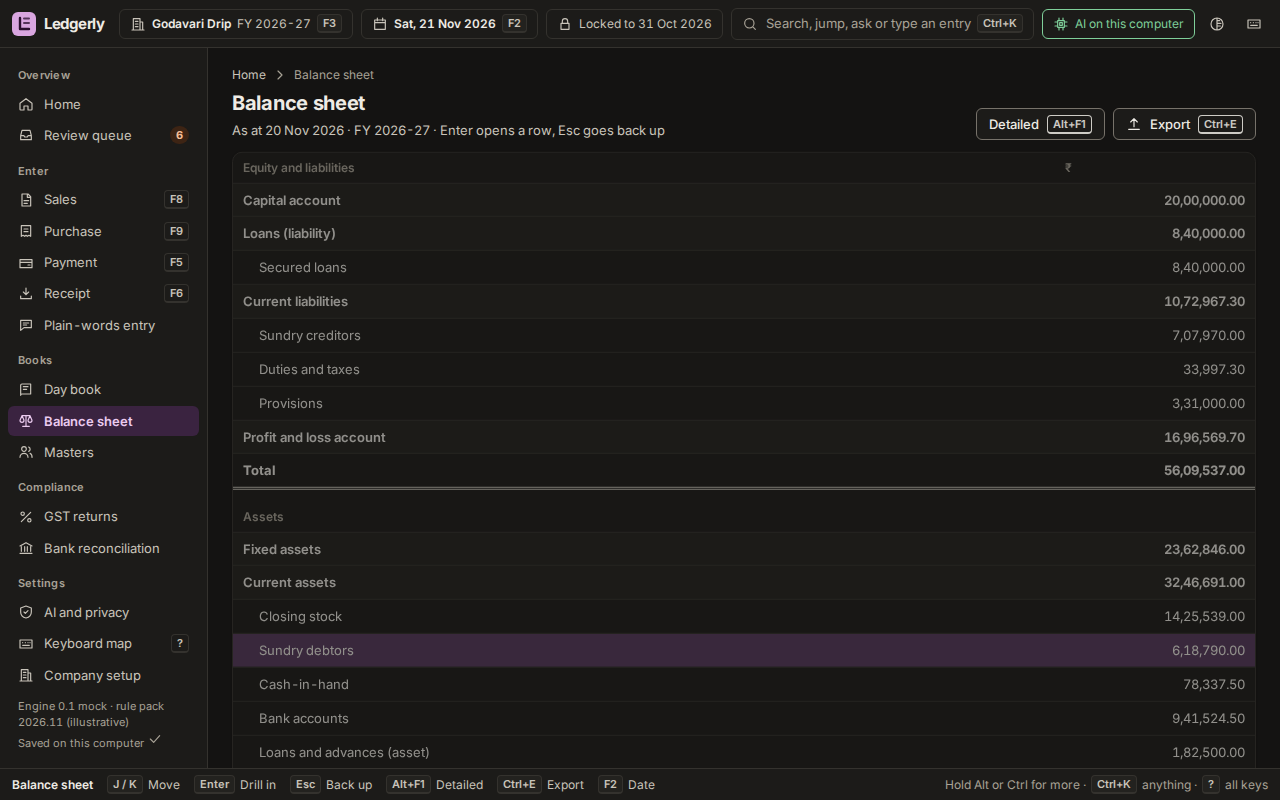 Ledgerly
Godavari Drip FY 2026-27 F3
Sat, 21 Nov 2026 F2
Locked to 31 Oct 2026
Search, jump, ask or type an entry Ctrl+K
AI on this computer
Overview
Home
Review queue 6
Enter
Sales F8
Purchase F9
Payment F5
Receipt F6
Plain-words entry
Books
Day book
Balance sheet
Masters
Compliance
GST returns
Bank reconciliation
Settings
AI and privacy
Keyboard map ?
Company setup
Engine 0.1 mock · rule pack
2026.11 (illustrative)
Saved on this computer
Home Balance sheet
Balance sheet
As at 20 Nov 2026 · FY 2026-27 · Enter opens a row, Esc goes back up
Detailed Alt+F1
Export Ctrl+E
Equity and liabilities ₹
Capital account 20,00,000.00
Loans (liability) 8,40,000.00
Secured loans 8,40,000.00
Current liabilities 10,72,967.30
Sundry creditors 7,07,970.00
Duties and taxes 33,997.30
Provisions 3,31,000.00
Profit and loss account 16,96,569.70
Total 56,09,537.00
Assets
Fixed assets 23,62,846.00
Current assets 32,46,691.00
Closing stock 14,25,539.00
Sundry debtors 6,18,790.00
Cash-in-hand 78,337.50
Bank accounts 9,41,524.50
Loans and advances (asset) 1,82,500.00
Balance sheet J / K Move Enter Drill in Esc Back up Alt+F1 Detailed Ctrl+E Export F2 Date
Hold Alt or Ctrl for more · Ctrl+K anything · ? all keys